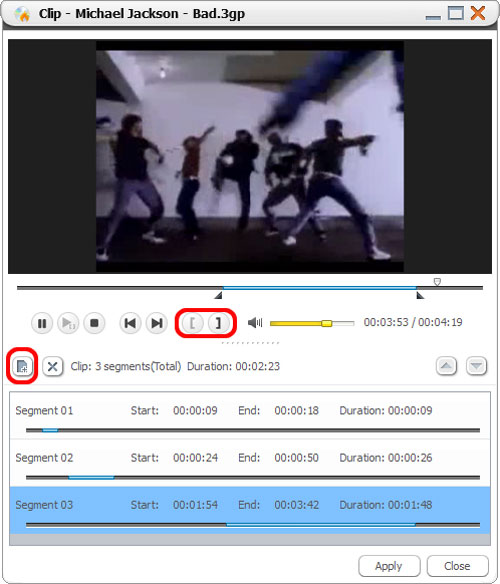 Clip - Michael Jackson - Bad.3gp
[ ] 00:03:53 / 00:04:19
Clip: 3 segments(Total) Duration: 00:02:23
Segment 01 Start: 00:00:09 End: 00:00:18 Duration: 00:00:09
Segment 02 Start: 00:00:24 End: 00:00:50 Duration: 00:00:26
Segment 03 Start: 00:01:54 End: 00:03:42 Duration: 00:01:48
Apply Close